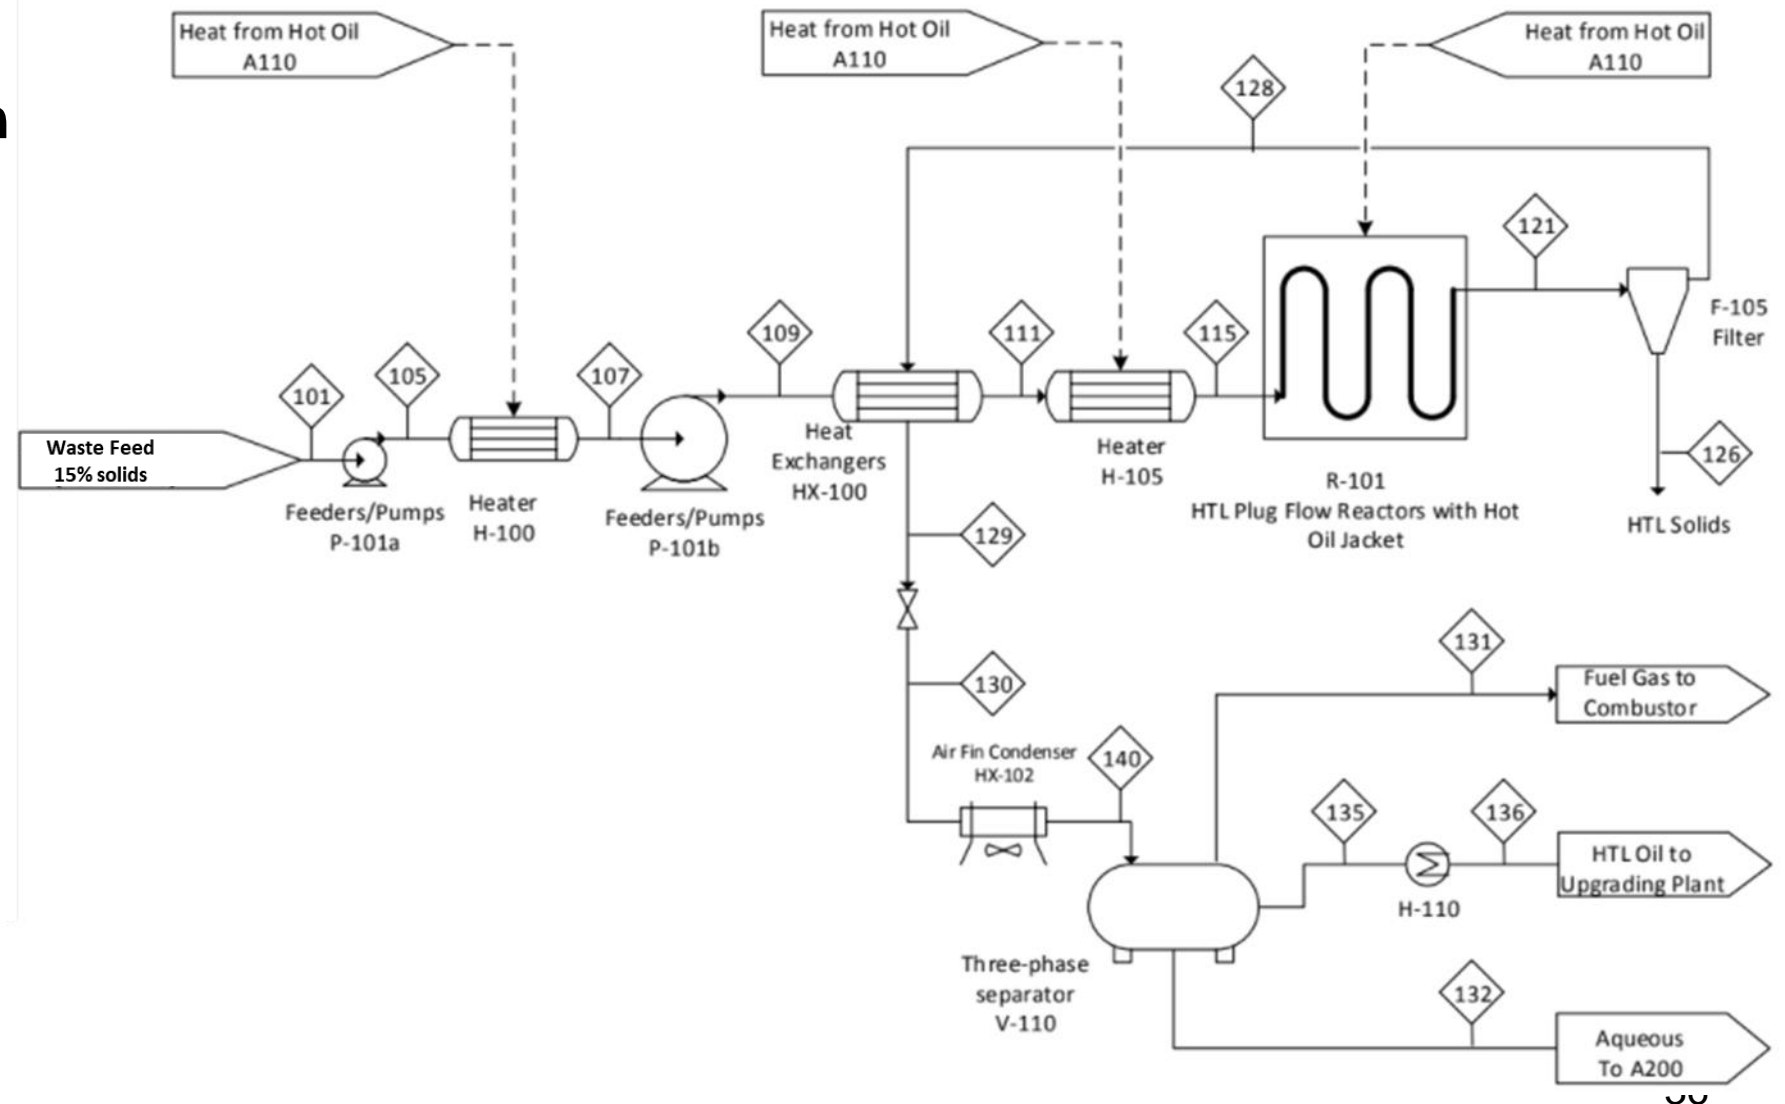 Heat from Hot Oil
A110
Heat from Hot Oil
A110
Heat from Hot Oil
A110
128
121
F-105
Filter
109
111
115
101
105
107
Waste Feed
15% solids
Feeders/Pumps
P-101a
Heater
H-100
Feeders/Pumps
P-101b
Heat
Exchangers
HX-100
Heater
H-105
R-101
HTL Plug Flow Reactors with Hot
Oil Jacket
126
HTL Solids
129
130
131
Fuel Gas to
Combustor
Air Fin Condenser
HX-102
140
135
136
HTL Oil to
Upgrading Plant
H-110
Three-phase
separator
V-110
132
Aqueous
To A200